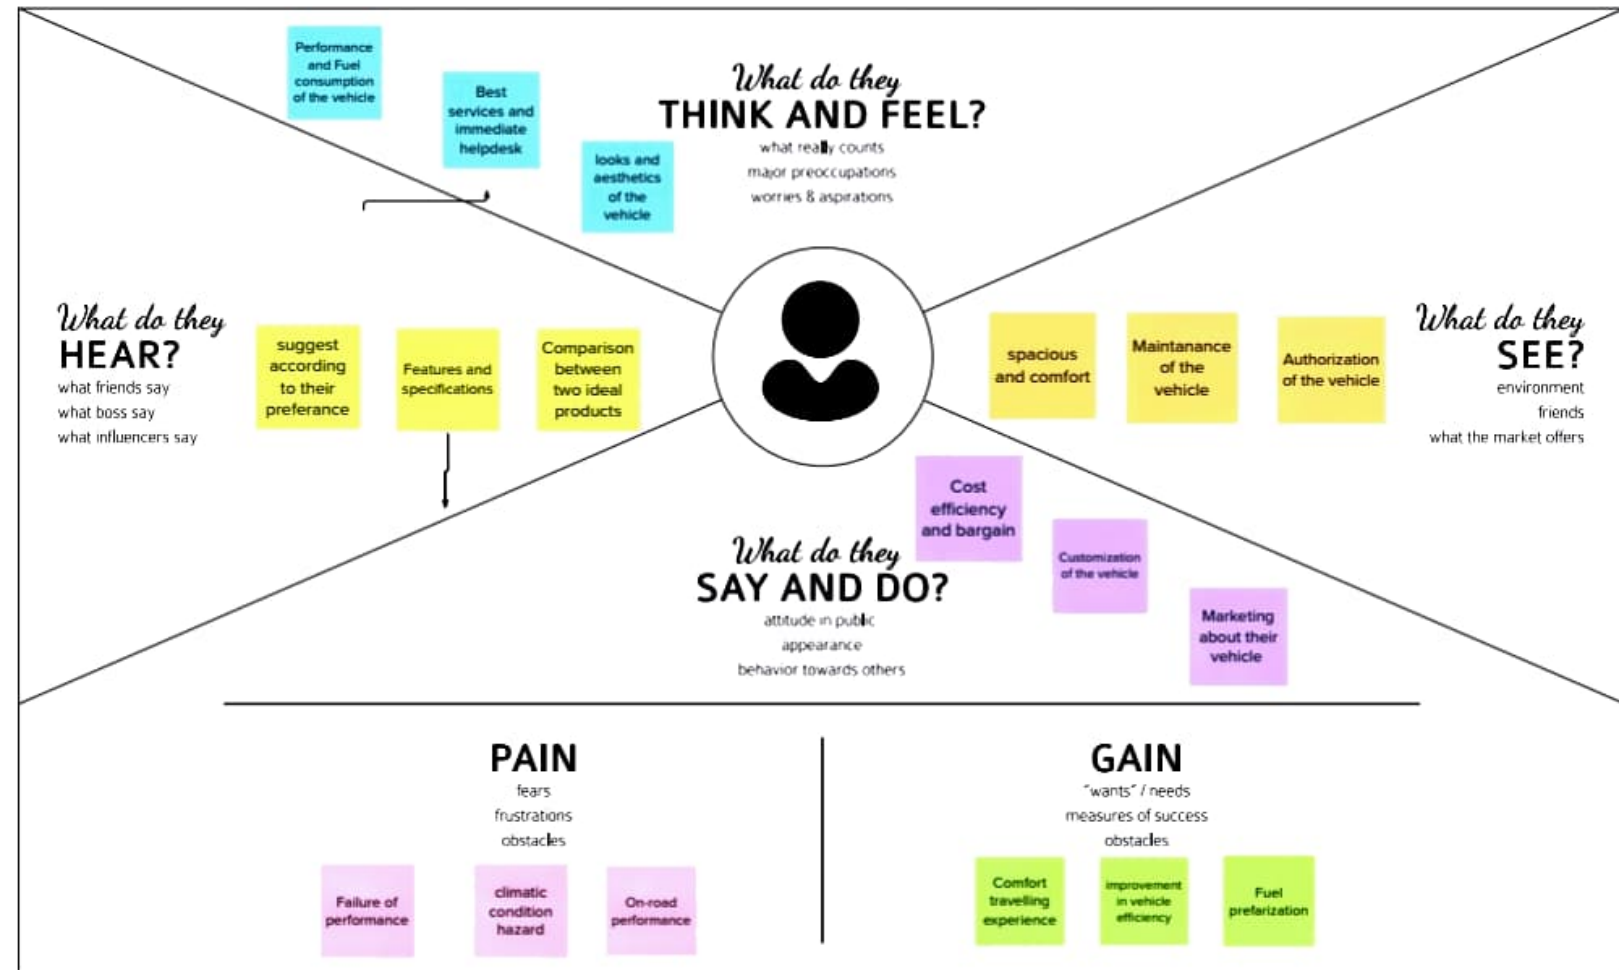 Performance
and Fuel
consumption
of the vehicle
Best
services and
immediate
helpdesk
looks and
aesthetics
of the
vehicle
What do they
THINK AND FEEL?
what really counts
major preoccupations
worries & aspirations
What do they
HEAR?
what friends say
what boss say
what influencers say
suggest
according
to their
preferance
Features and
specifications
Comparison
between
two ideal
products
spacious
and comfort
Maintanance
of the
vehicle
Authorization
of the vehicle
What do they
SEE?
environment
friends
what the market offers
What do they
SAY AND DO?
attitude in public
appearance
behavior towards others
Cost
efficiency
and bargain
Customization
of the vehicle
Marketing
about their
vehicle
PAIN
fears
frustrations
obstacles
Failure of
performance
climatic
condition
hazard
On-road
performance
GAIN
"wants" / needs
measures of success
obstacles
Comfort
travelling
experience
improvement
in vehicle
efficiency
Fuel
prefarization